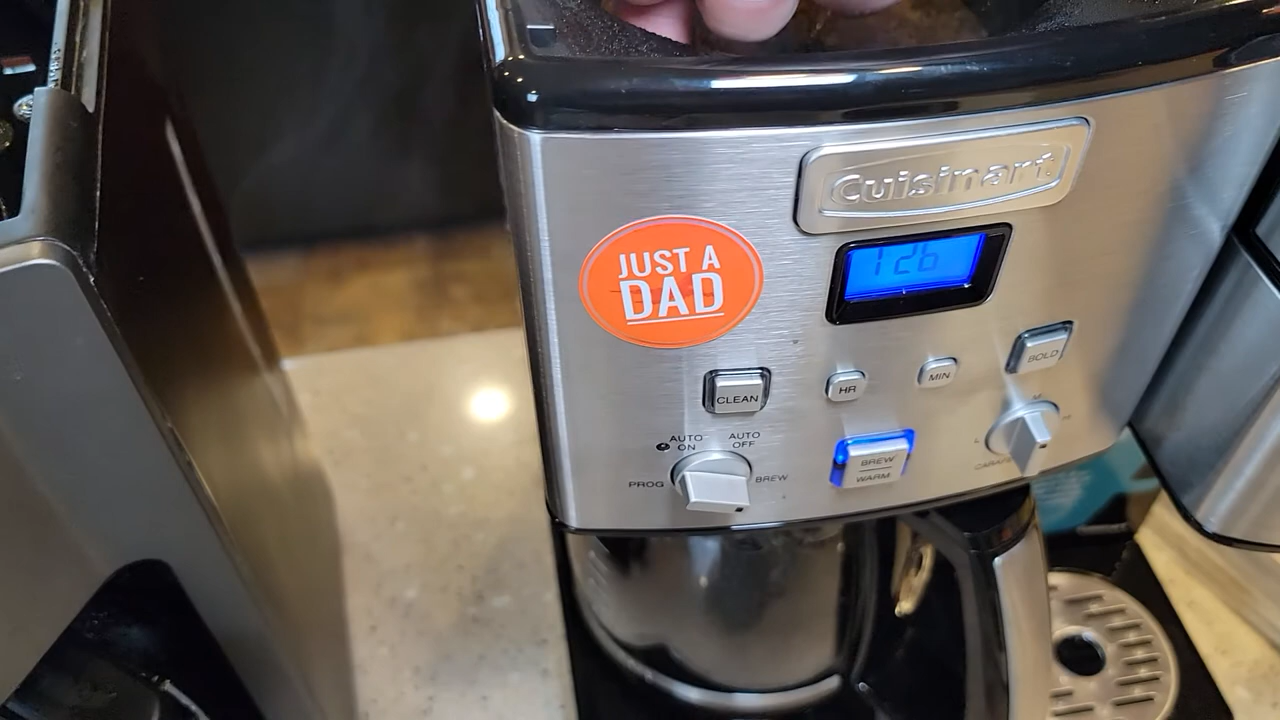 Cuisinart
JUST A
DAD
1 26
CLEAN
HR
MIN
BOLD
AUTO
ON
AUTO
OFF
PROG
BREW
BREW
WARM
L
M
H